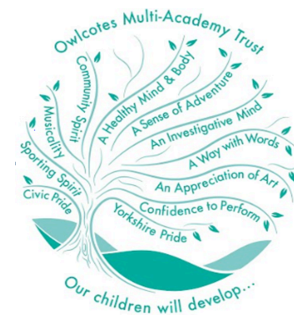 Owlcotes Multi-Academy Trust
Civic Pride
Sporting Spirit
Musicality
Community Spirit
A Healthy Mind & Body
A Sense of Adventure
An Investigative Mind
A Way with Words
An Appreciation of Art
Confidence to Perform
Yorkshire Pride
Our children will develop...